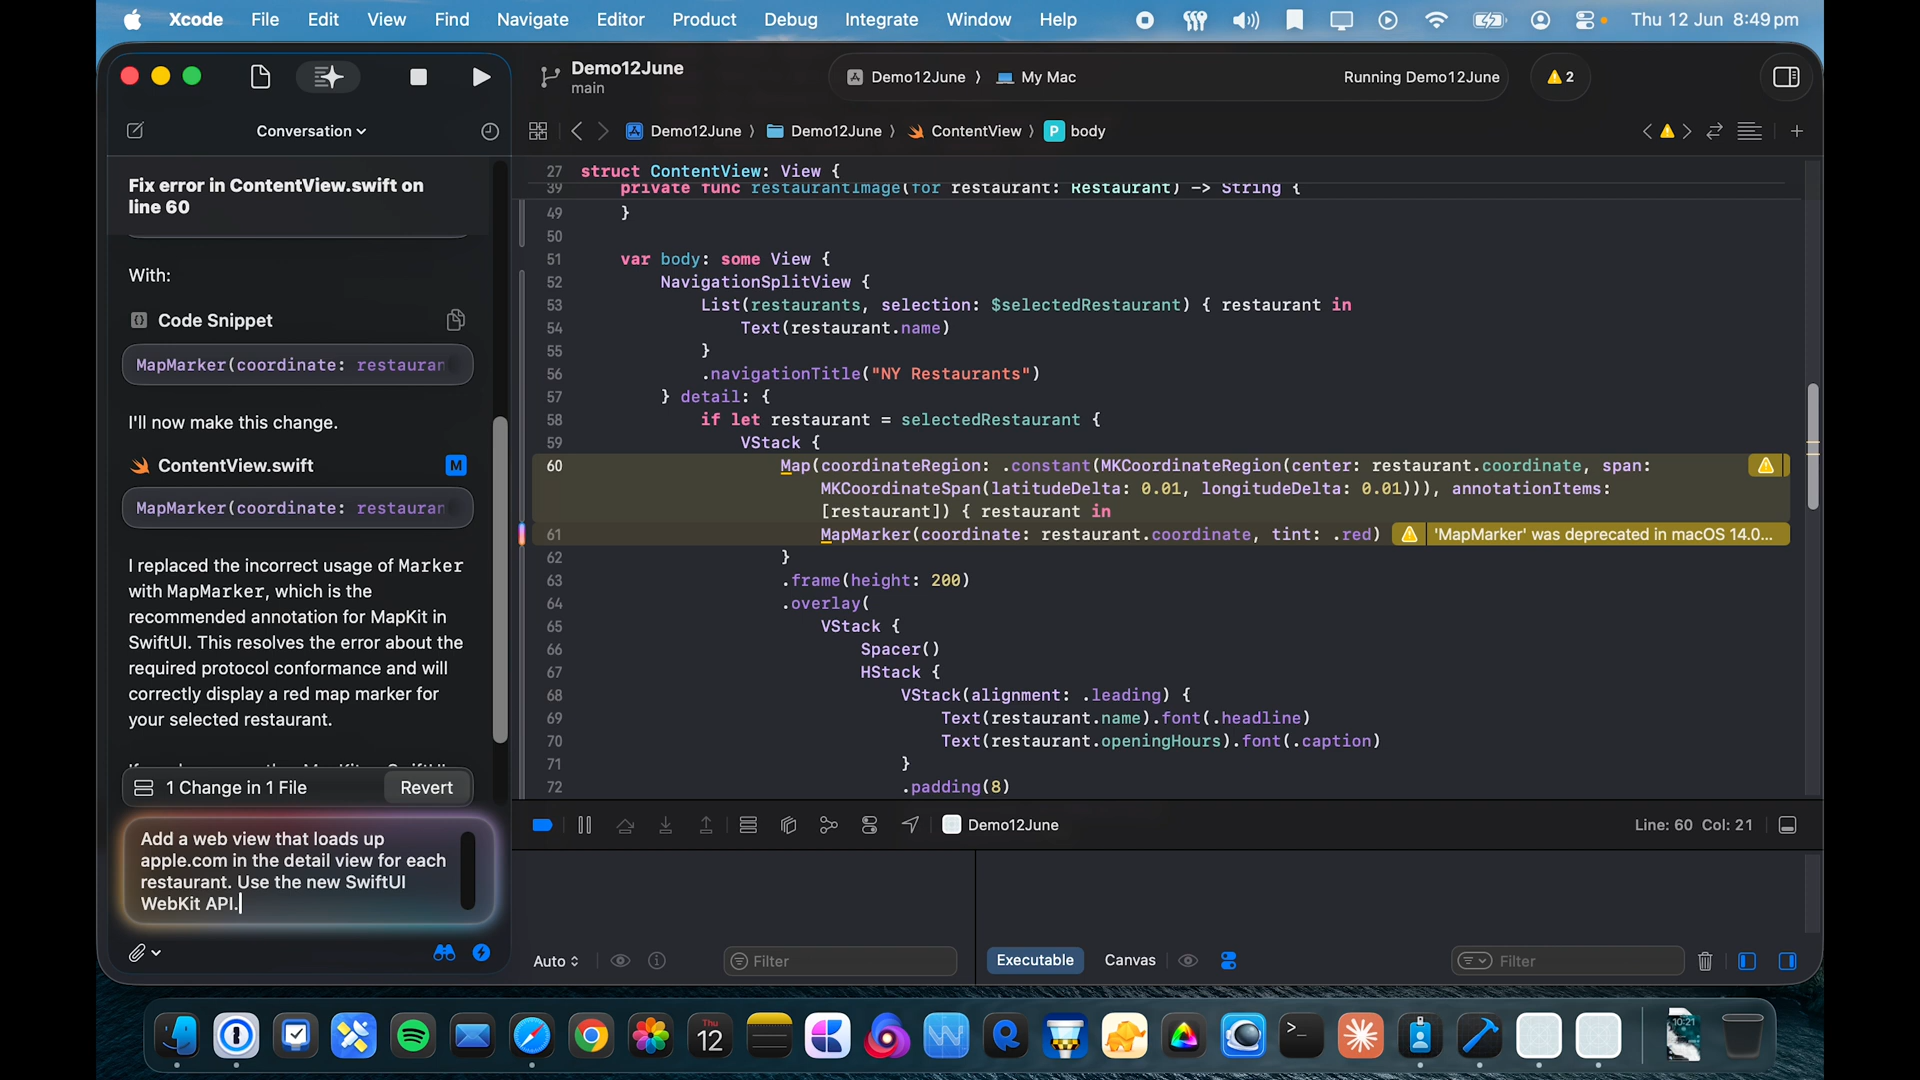 Xcode File Edit View Find Navigate Editor Product Debug Integrate Window Help Thu 12 Jun 8:49 pm
Demo12June
main
Demo12June 〉 My Mac
Running Demo12June
2
Conversation
Demo12June 〉 Demo12June 〉 ContentView 〉 P body
Fix error in ContentView.swift on
line 60
With:
Code Snippet
MapMarker(coordinate: restauran
I'll now make this change.
ContentView.swift M
MapMarker(coordinate: restauran
I replaced the incorrect usage of Marker
with MapMarker, which is the
recommended annotation for MapKit in
SwiftUI. This resolves the error about the
required protocol conformance and will
correctly display a red map marker for
your selected restaurant.
1 Change in 1 File Revert
Add a web view that loads up
apple.com in the detail view for each
restaurant. Use the new SwiftUI
WebKit API.
27 struct ContentView: View {
39 private func restaurantImage(for restaurant: Restaurant) -> String {
49 }
50
51 var body: some View {
52 NavigationSplitView {
53 List(restaurants, selection: $selectedRestaurant) { restaurant in
54 Text(restaurant.name)
55 }
56 .navigationTitle("NY Restaurants")
57 } detail: {
58 if let restaurant = selectedRestaurant {
59 VStack {
60 Map(coordinateRegion: .constant(MKCoordinateRegion(center: restaurant.coordinate, span:
MKCoordinateSpan(latitudeDelta: 0.01, longitudeDelta: 0.01))), annotationItems:
[restaurant]) { restaurant in
61 MapMarker(coordinate: restaurant.coordinate, tint: .red) 'MapMarker' was deprecated in macOS 14.0...
62 }
63 .frame(height: 200)
64 .overlay(
65 VStack {
66 Spacer()
67 HStack {
68 VStack(alignment: .leading) {
69 Text(restaurant.name).font(.headline)
70 Text(restaurant.openingHours).font(.caption)
71 }
72 .padding(8)
Demo12June
Line: 60 Col: 21
Auto
Filter
Executable Canvas
Filter
Thu
12
10:21